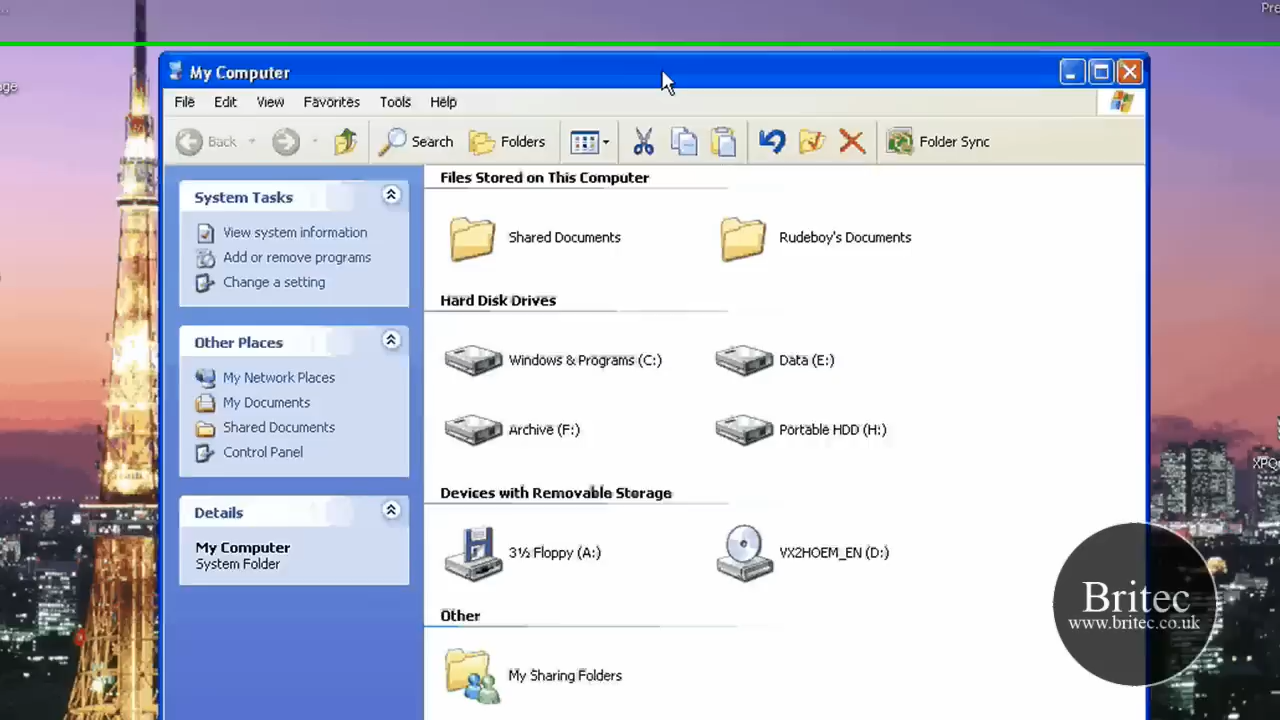 Pre
age
My Computer
File Edit View Favorites Tools Help
Back Search Folders Folder Sync
System Tasks
View system information
Add or remove programs
Change a setting
Other Places
My Network Places
My Documents
Shared Documents
Control Panel
Details
My Computer
System Folder
Files Stored on This Computer
Shared Documents Rudeboy's Documents
Hard Disk Drives
Windows & Programs (C:) Data (E:)
Archive (F:) Portable HDD (H:)
Devices with Removable Storage
3½ Floppy (A:) VX2HOEM_EN (D:)
Other
My Sharing Folders
Britec
www.britec.co.uk